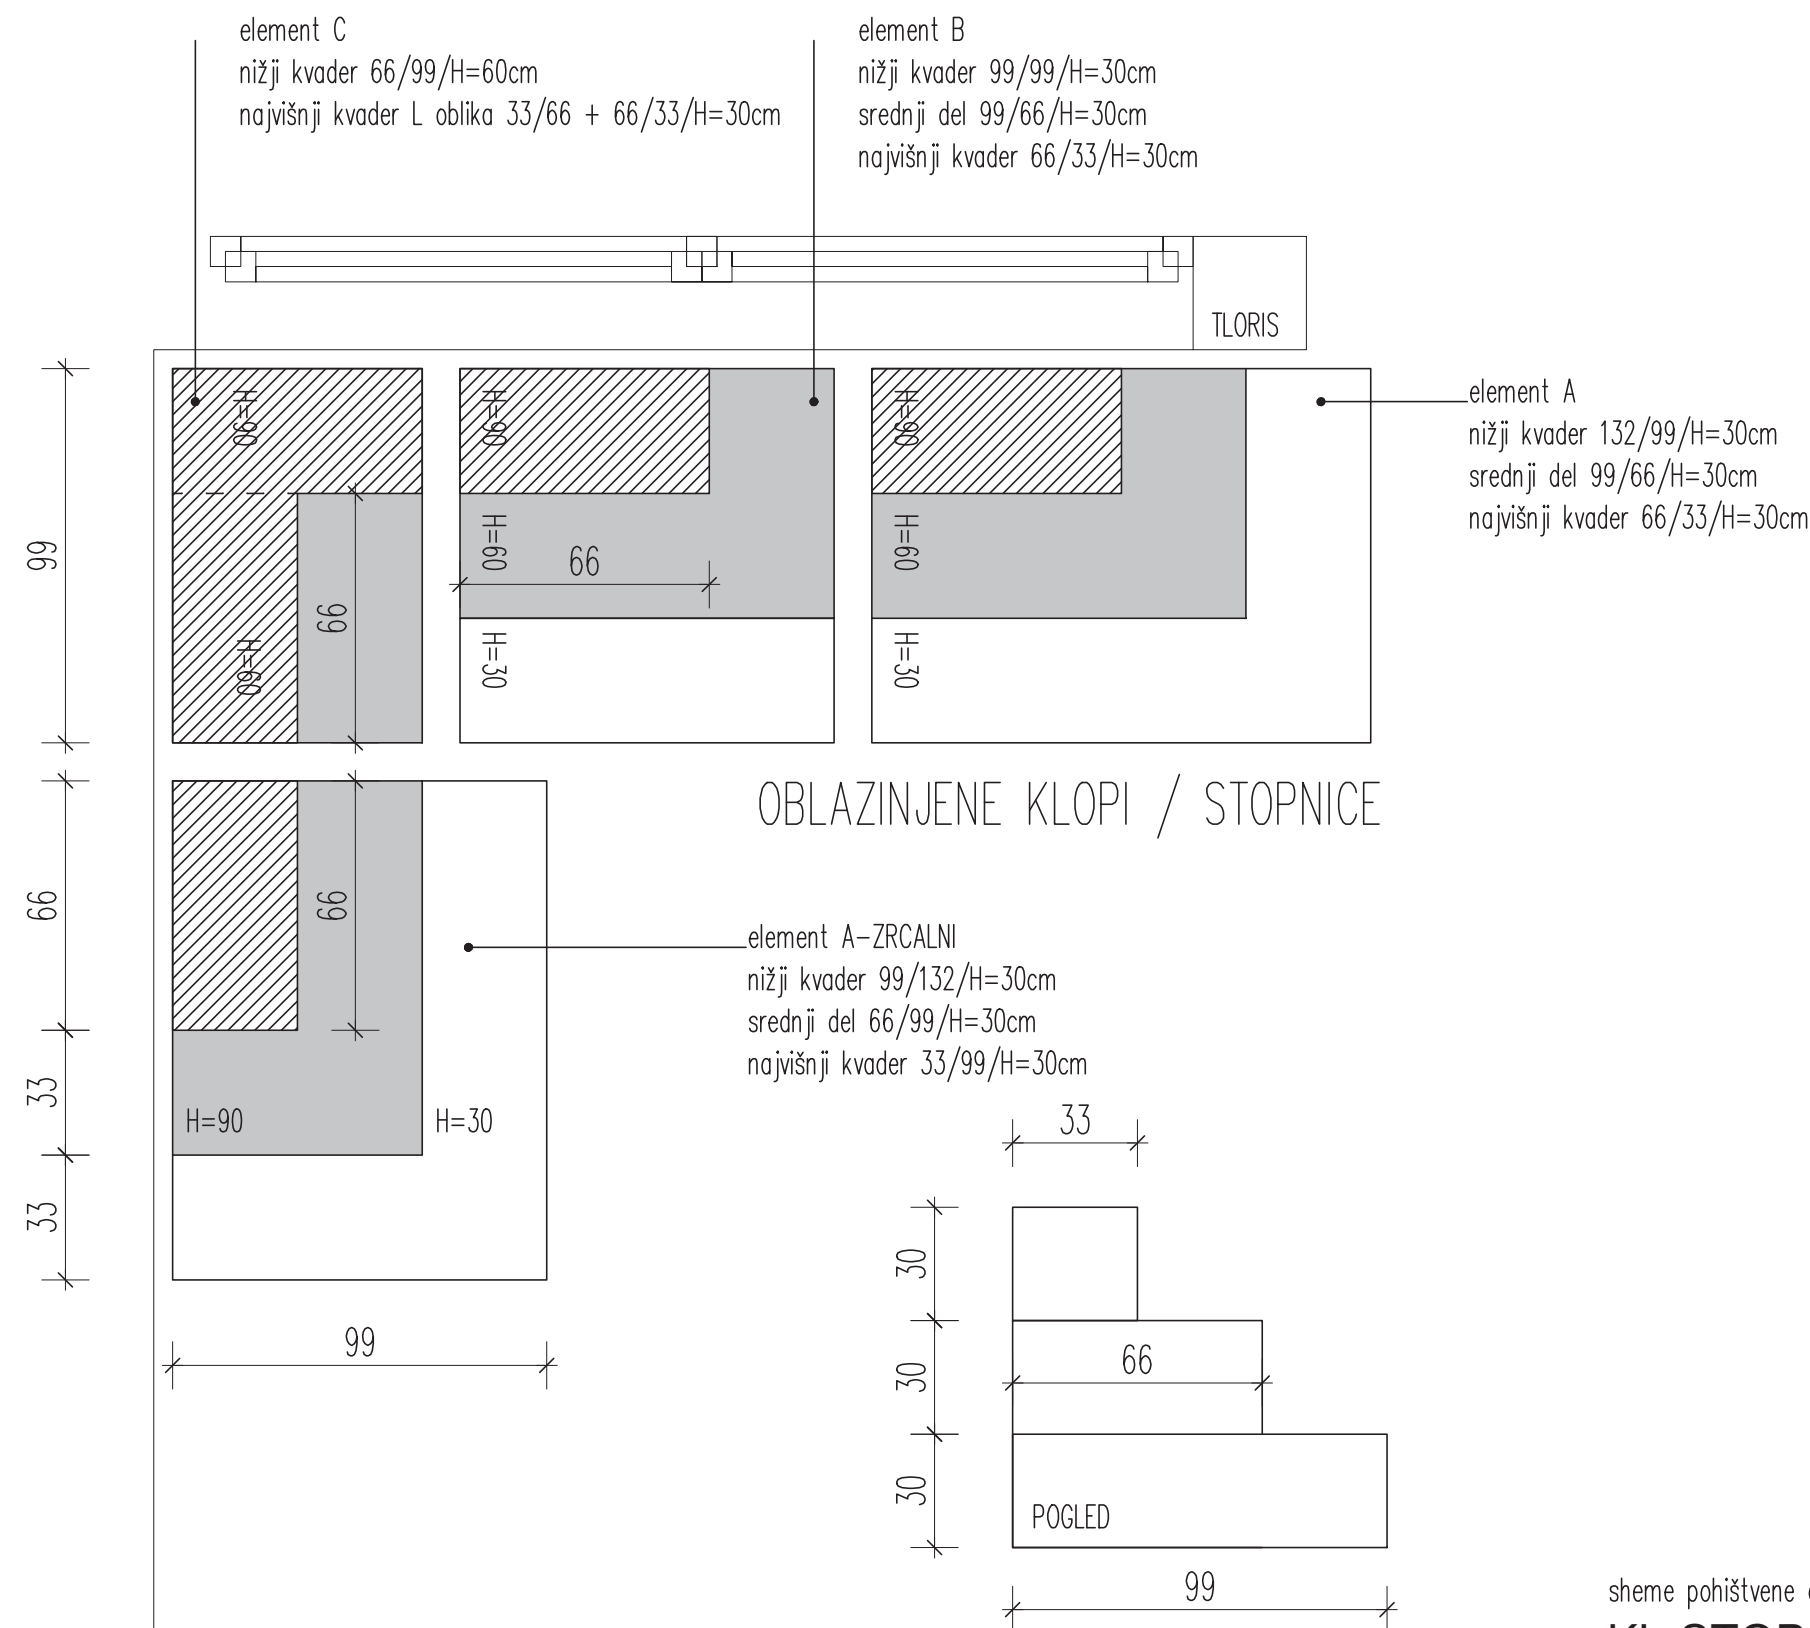 element C
nižji kvader 66/99/H=60cm
najvišnji kvader L oblika 33/66 + 66/33/H=30cm
element B
nižji kvader 99/99/H=30cm
srednji del 99/66/H=30cm
najvišnji kvader 66/33/H=30cm
TLORIS
element A
nižji kvader 132/99/H=30cm
srednji del 99/66/H=30cm
najvišnji kvader 66/33/H=30cm
99
H=90
H=60
66
H=90
H=60
66
H=30
H=90
H=60
H=30
OBLAZINJENE KLOPI / STOPNICE
66
33
33
66
H=90
H=30
99
element A-ZRCALNI
nižji kvader 99/132/H=30cm
srednji del 66/99/H=30cm
najvišnji kvader 33/99/H=30cm
33
30
30
30
66
POGLED
99
sheme pohištvene